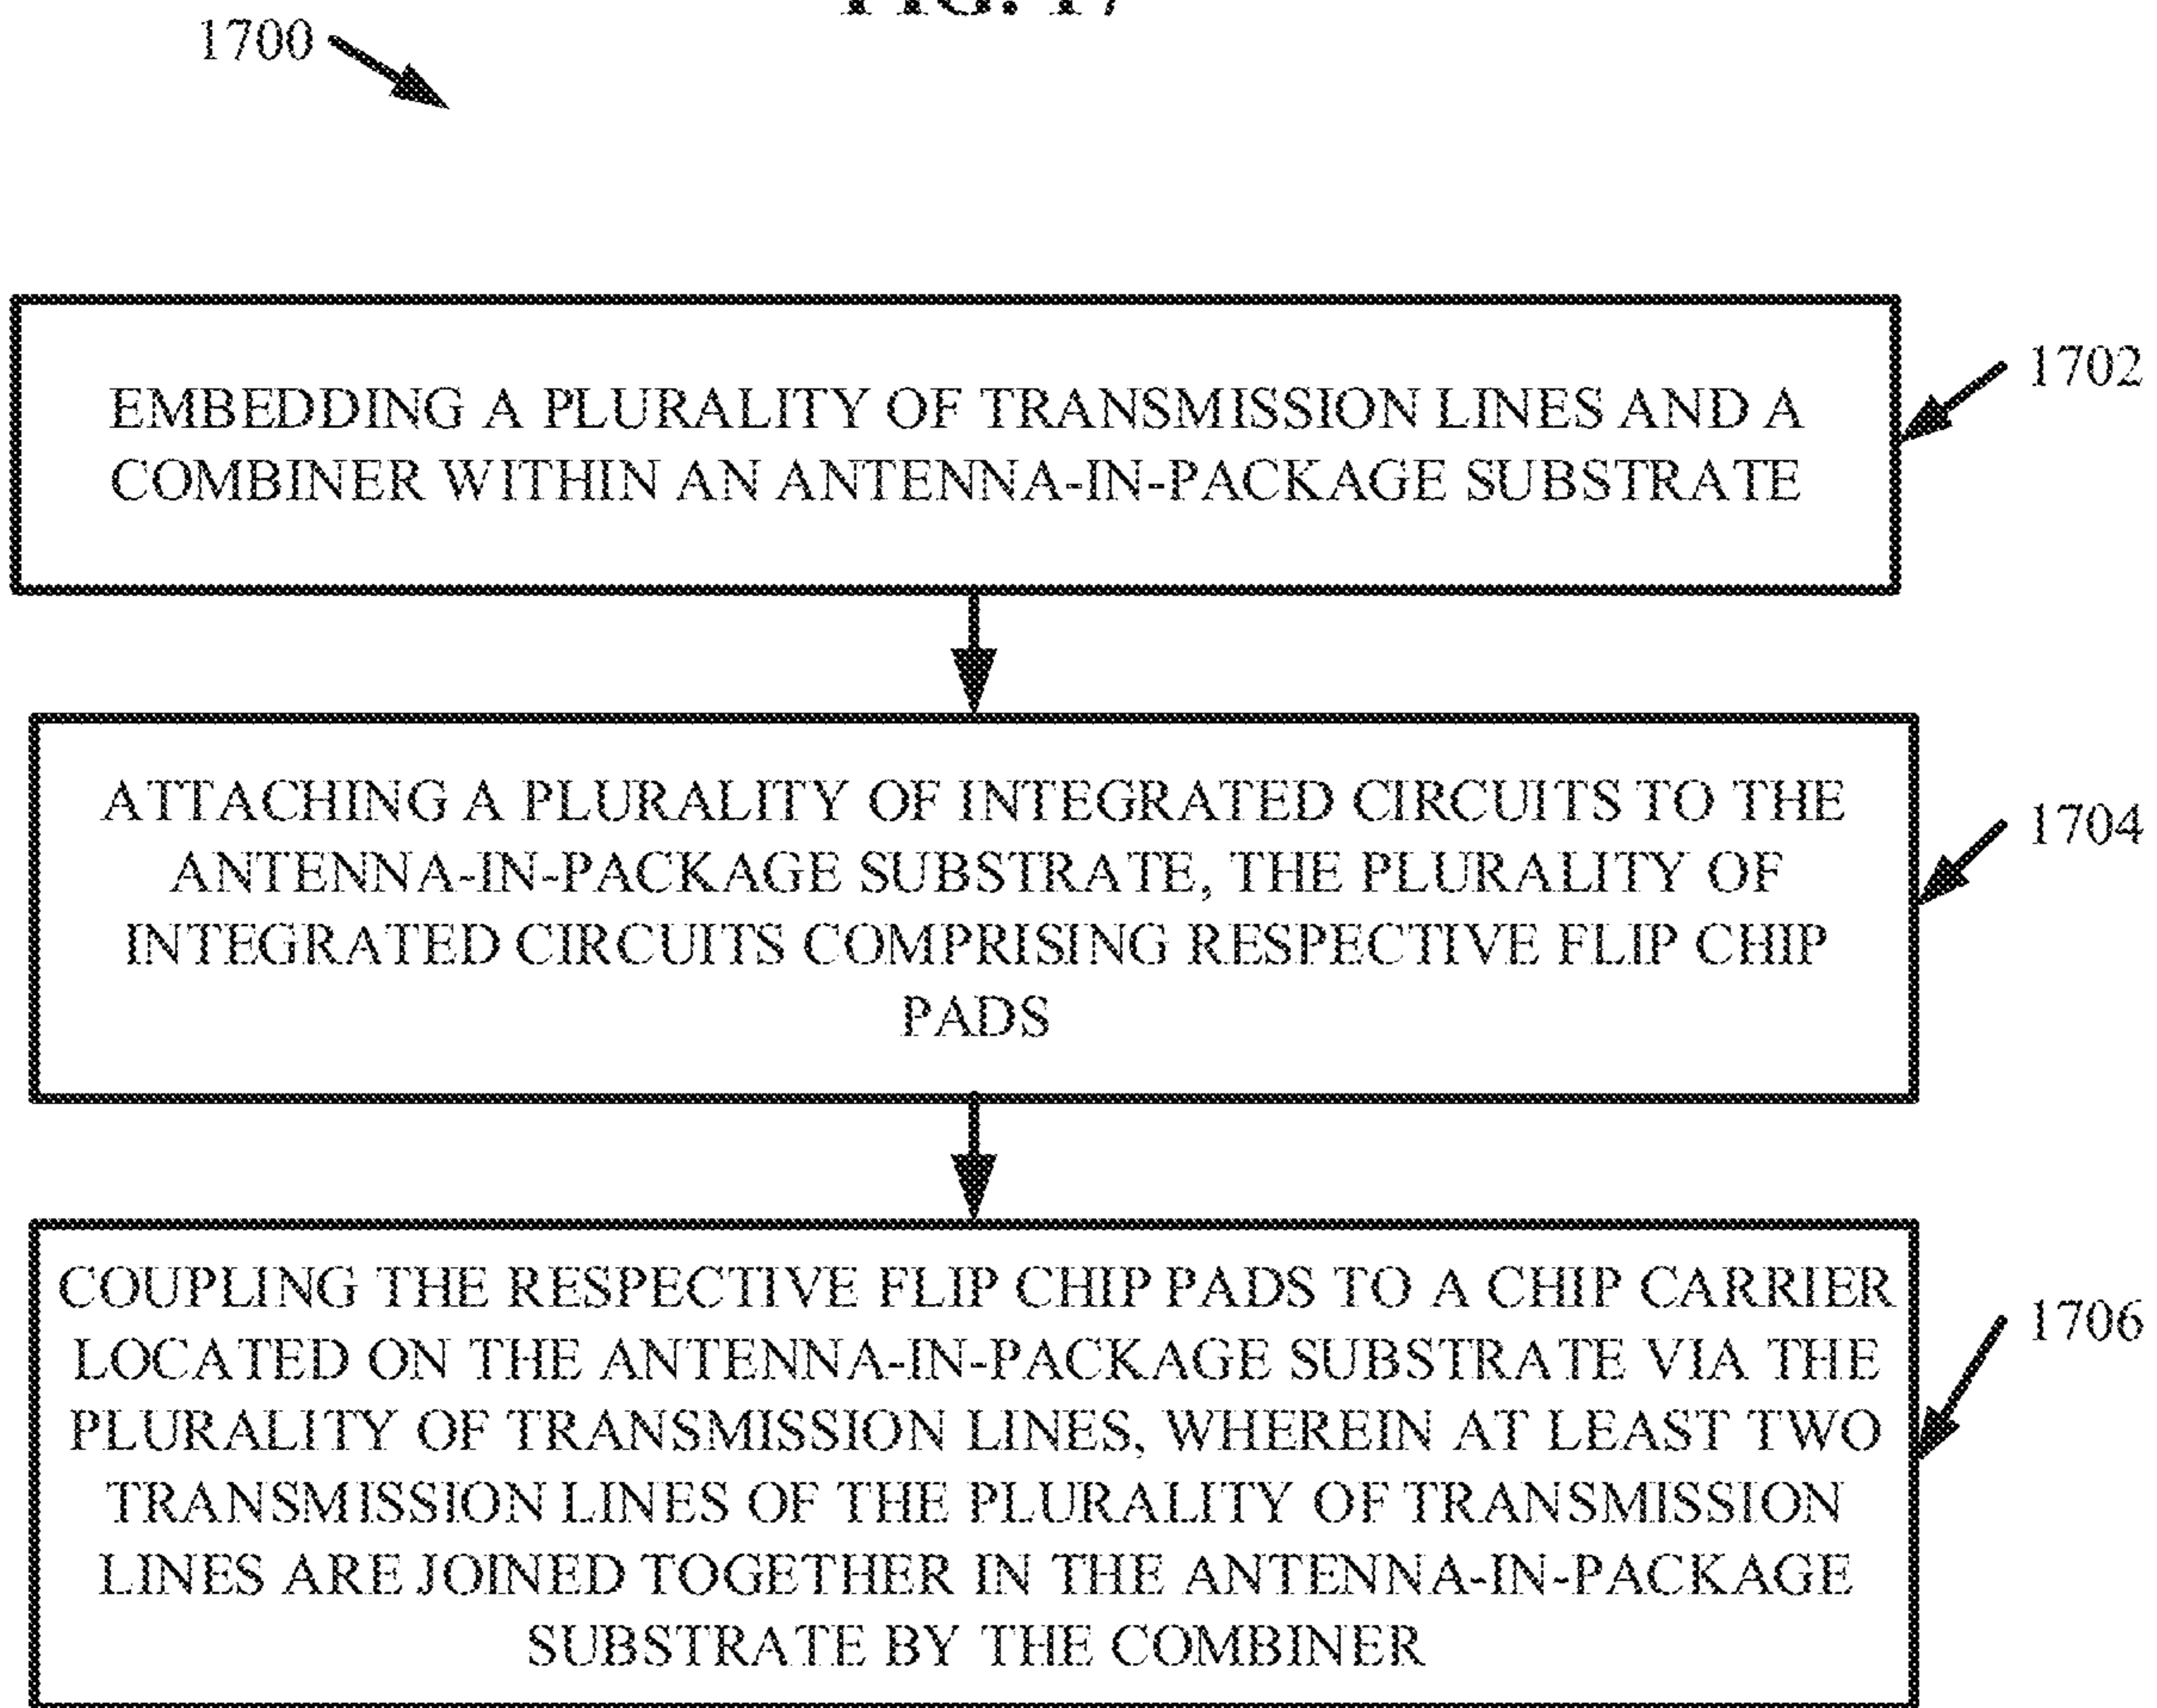 FIG. 17
1700
EMBEDDING A PLURALITY OF TRANSMISSION LINES AND A
COMBINER WITHIN AN ANTENNA-IN-PACKAGE SUBSTRATE
1702
ATTACHING A PLURALITY OF INTEGRATED CIRCUITS TO THE
ANTENNA-IN-PACKAGE SUBSTRATE, THE PLURALITY OF
INTEGRATED CIRCUITS COMPRISING RESPECTIVE FLIP CHIP
PADS
1704
COUPLING THE RESPECTIVE FLIP CHIP PADS TO A CHIP CARRIER
LOCATED ON THE ANTENNA-IN-PACKAGE SUBSTRATE VIA THE
PLURALITY OF TRANSMISSION LINES, WHEREIN AT LEAST TWO
TRANSMISSION LINES OF THE PLURALITY OF TRANSMISSION
LINES ARE JOINED TOGETHER IN THE ANTENNA-IN-PACKAGE
SUBSTRATE BY THE COMBINER
1706